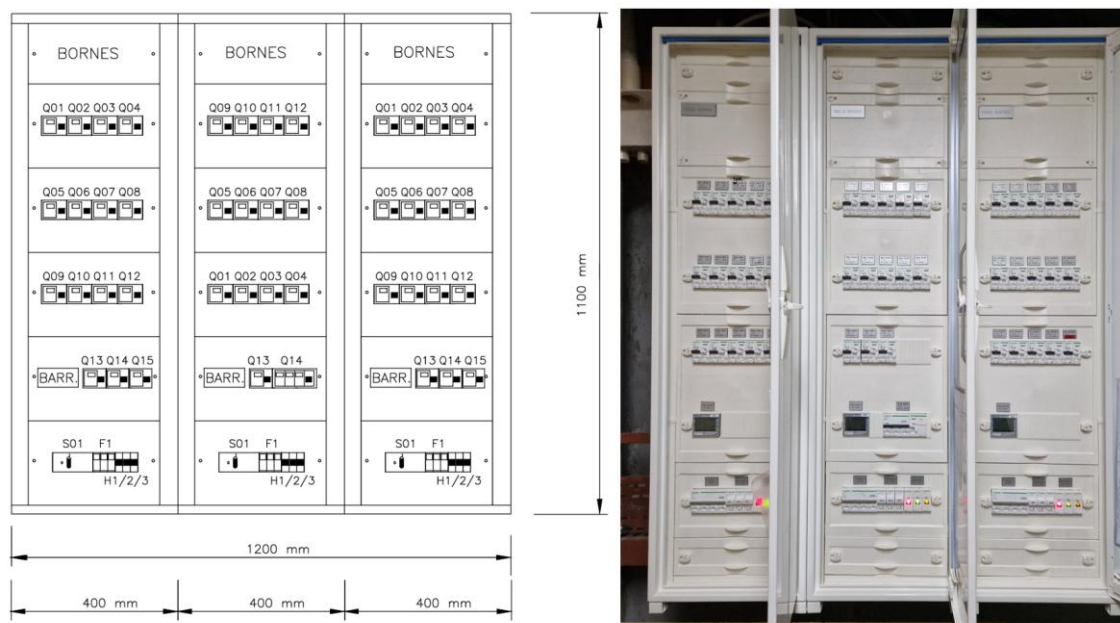 BORNES BORNES BORNES
Q01 Q02 Q03 Q04 Q09 Q10 Q11 Q12 Q01 Q02 Q03 Q04
Q05 Q06 Q07 Q08 Q05 Q06 Q07 Q08 Q05 Q06 Q07 Q08
Q09 Q10 Q11 Q12 Q01 Q02 Q03 Q04 Q09 Q10 Q11 Q12
Q13 Q14 Q15 Q13 Q14 Q13 Q14 Q15
BARR. BARR. BARR.
S01 F1 S01 F1 S01 F1
H1/2/3 H1/2/3 H1/2/3
1100 mm
1200 mm
400 mm 400 mm 400 mm